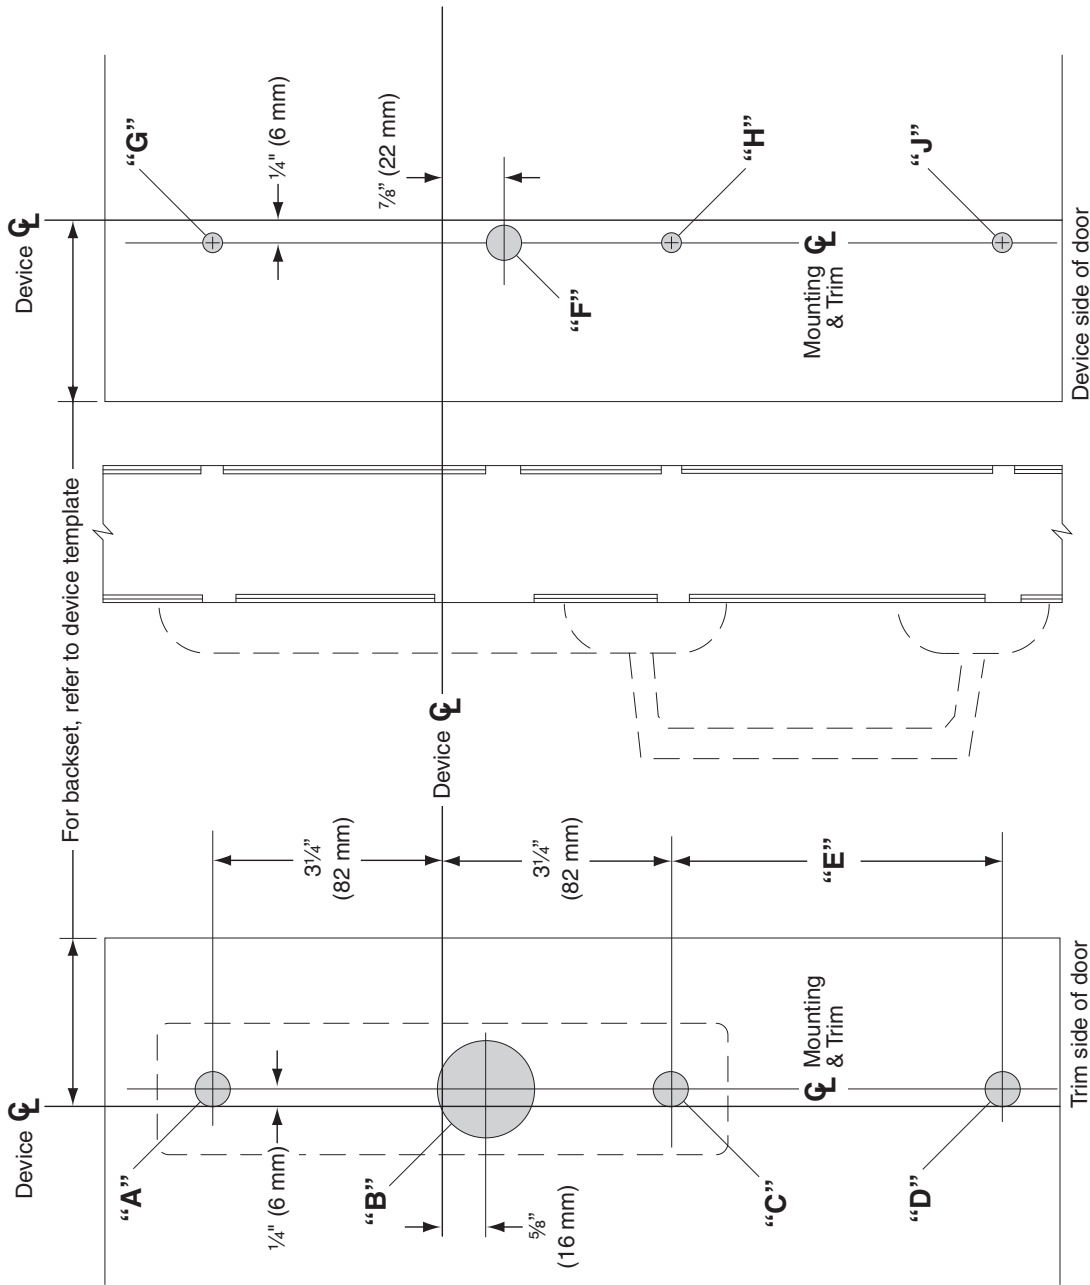 Device ℄
"G"
¼" (6 mm)
⅞" (22 mm)
"F"
"H"
Mounting ℄
& Trim
"J"
Device side of door
For backset, refer to device template
Device ℄
3¼"
(82 mm)
3¼"
(82 mm)
"E"
Device ℄
"A"
¼" (6 mm)
"B"
⅝"
(16 mm)
"C"
℄ Mounting
& Trim
"D"
Trim side of door